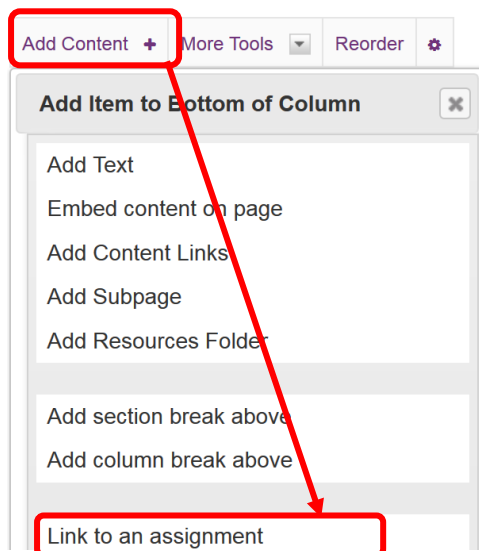 Add Content + More Tools Reorder
Add Item to Bottom of Column
Add Text
Embed content on page
Add Content Links
Add Subpage
Add Resources Folder
Add section break above
Add column break above
Link to an assignment